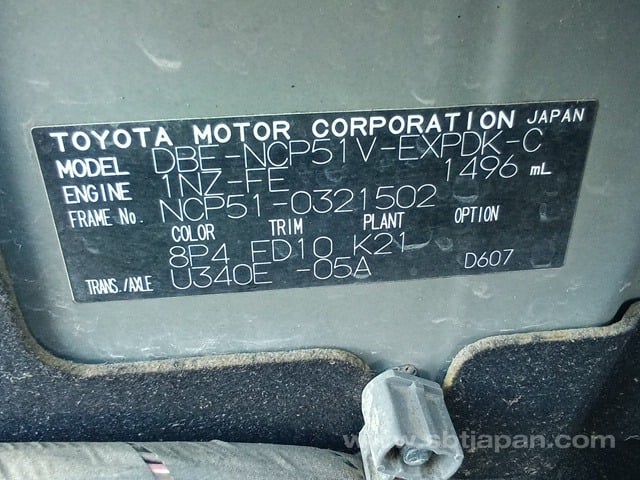 TOYOTA MOTOR CORPORATION JAPAN
MODEL DBE-NCP51V-EXPDK-C
ENGINE 1NZ-FE 1496 mL
FRAME No. NCP51-0321502
COLOR TRIM PLANT OPTION
8P4 FD10 K21
TRANS./AXLE U340E -05A D607
www.sbtjapan.com